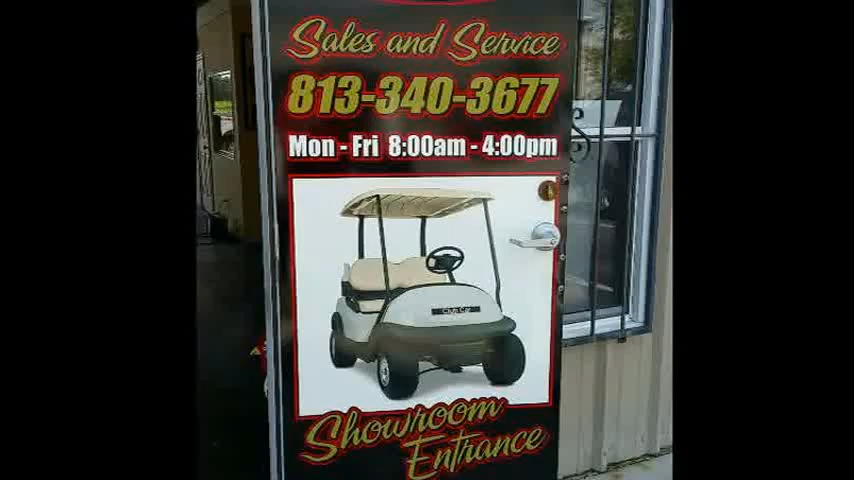 Sales and Service
813-340-3677
Mon - Fri 8:00am - 4:00pm
Club Car
Showroom
Entrance